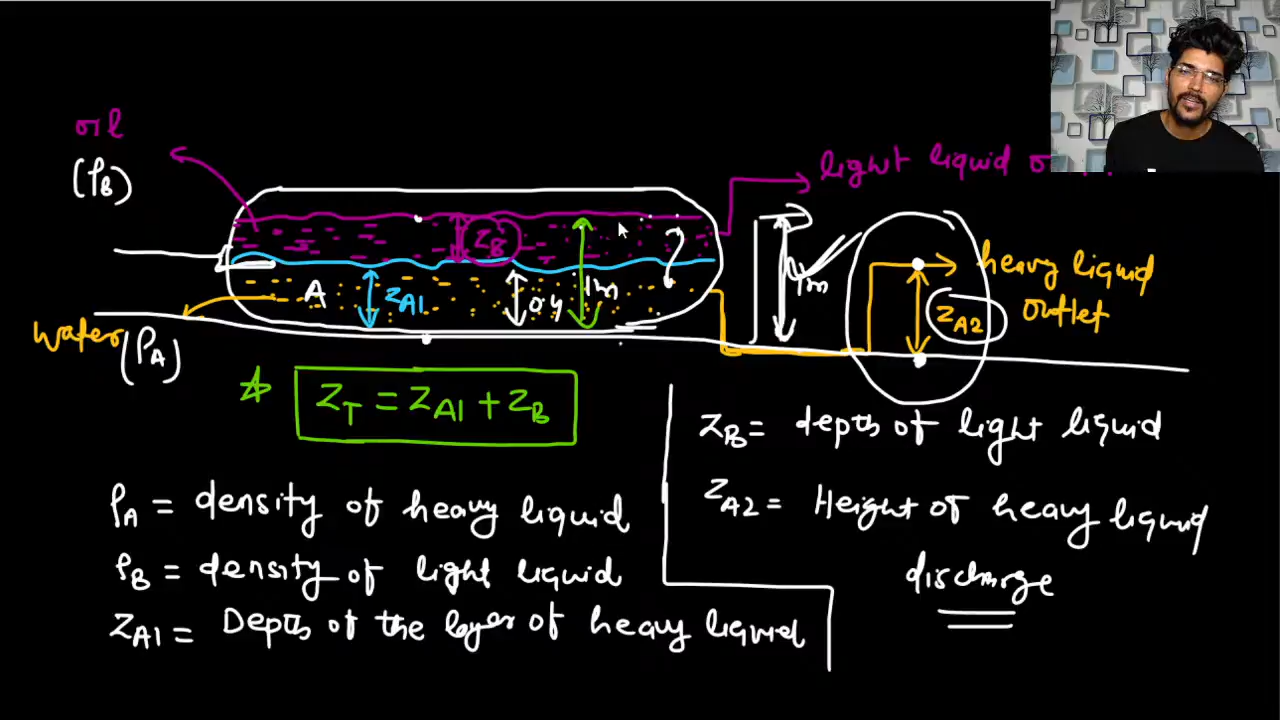 oil
(ρB)
light liquid
ZB
A
ZA1
0.4
1m
1m
ZA2
heavy liquid
outlet
water (ρA)
ZT = ZA1 + ZB
ZB = depth of light liquid
ZA2 = Height of heavy liquid
discharge
ρA = density of heavy liquid
ρB = density of light liquid
ZA1 = Depth of the layer of heavy liquid